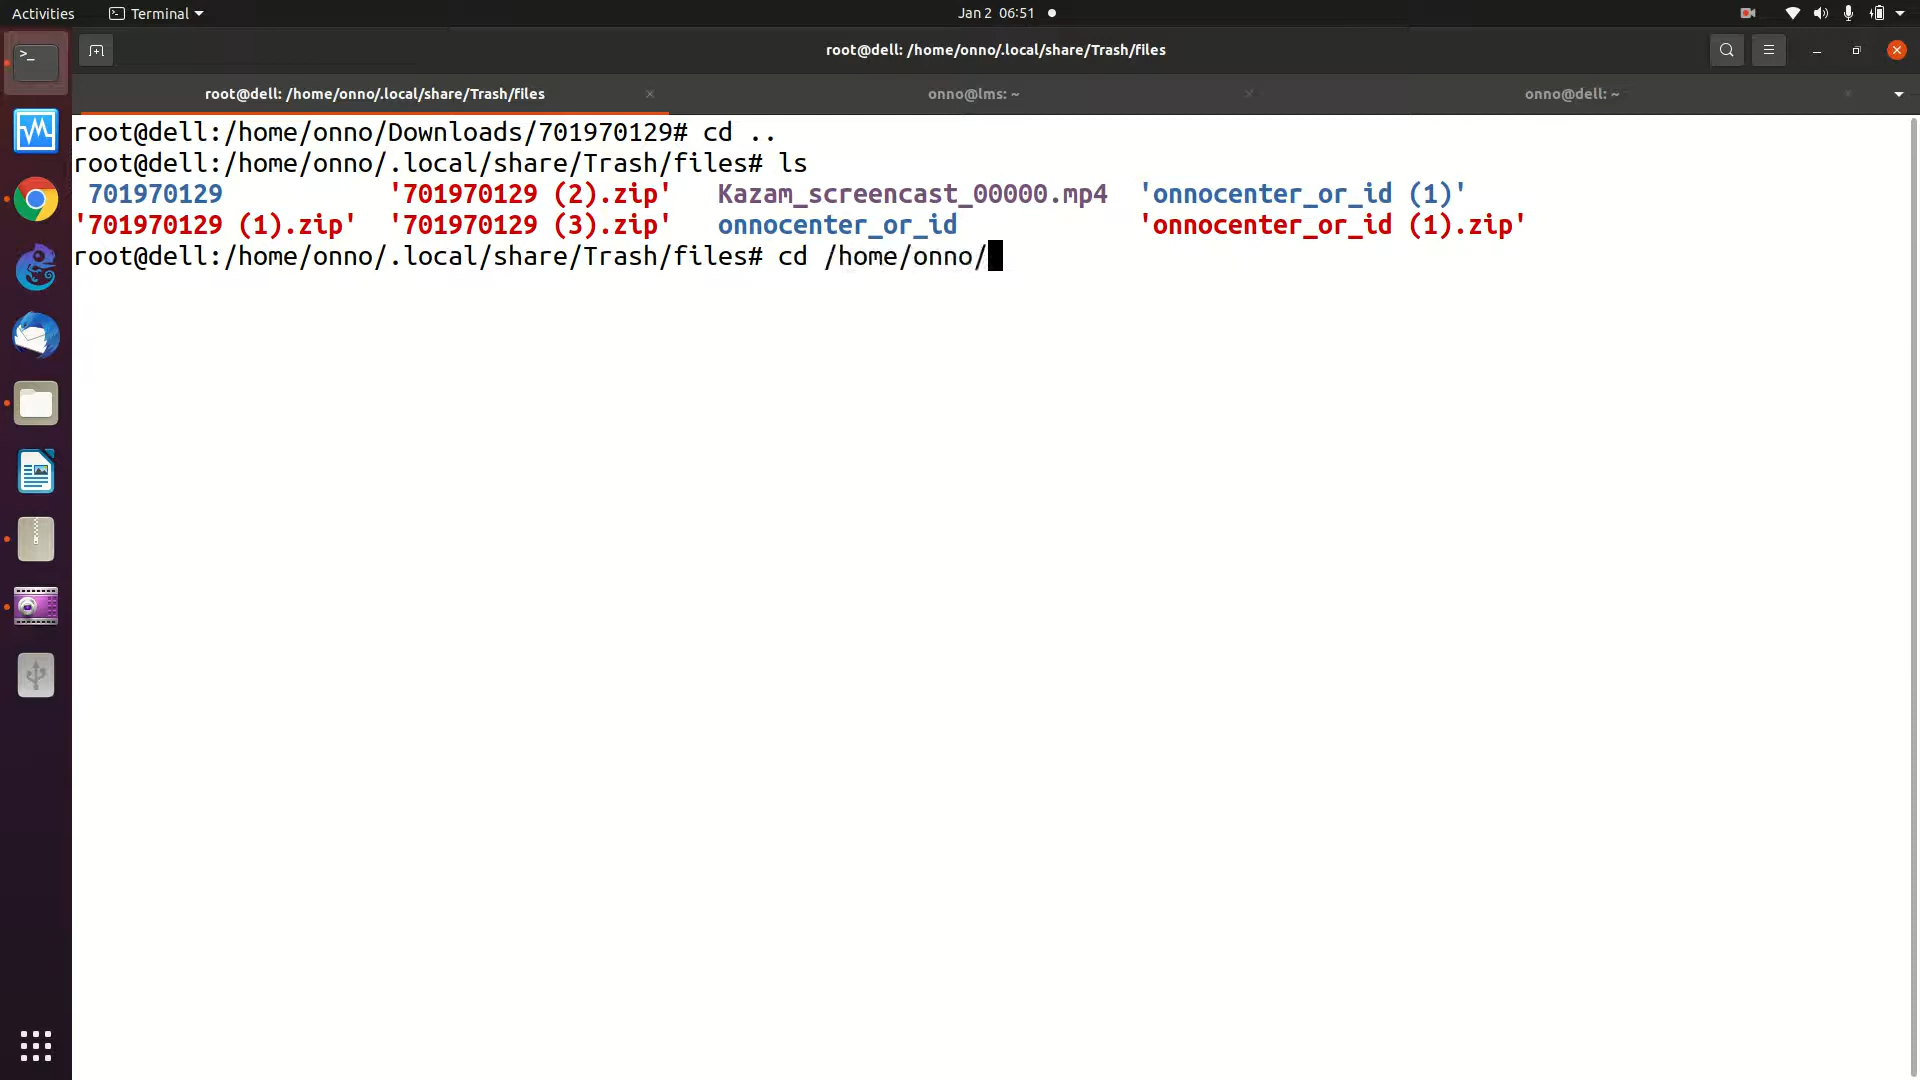 Activities Terminal Jan 2 06:51
root@dell: /home/onno/.local/share/Trash/files
root@dell: /home/onno/.local/share/Trash/files onno@lms: ~ onno@dell: ~
root@dell:/home/onno/Downloads/701970129# cd ..
root@dell:/home/onno/.local/share/Trash/files# ls
701970129 '701970129 (2).zip' Kazam_screencast_00000.mp4 'onnocenter_or_id (1)'
'701970129 (1).zip' '701970129 (3).zip' onnocenter_or_id 'onnocenter_or_id (1).zip'
root@dell:/home/onno/.local/share/Trash/files# cd /home/onno/